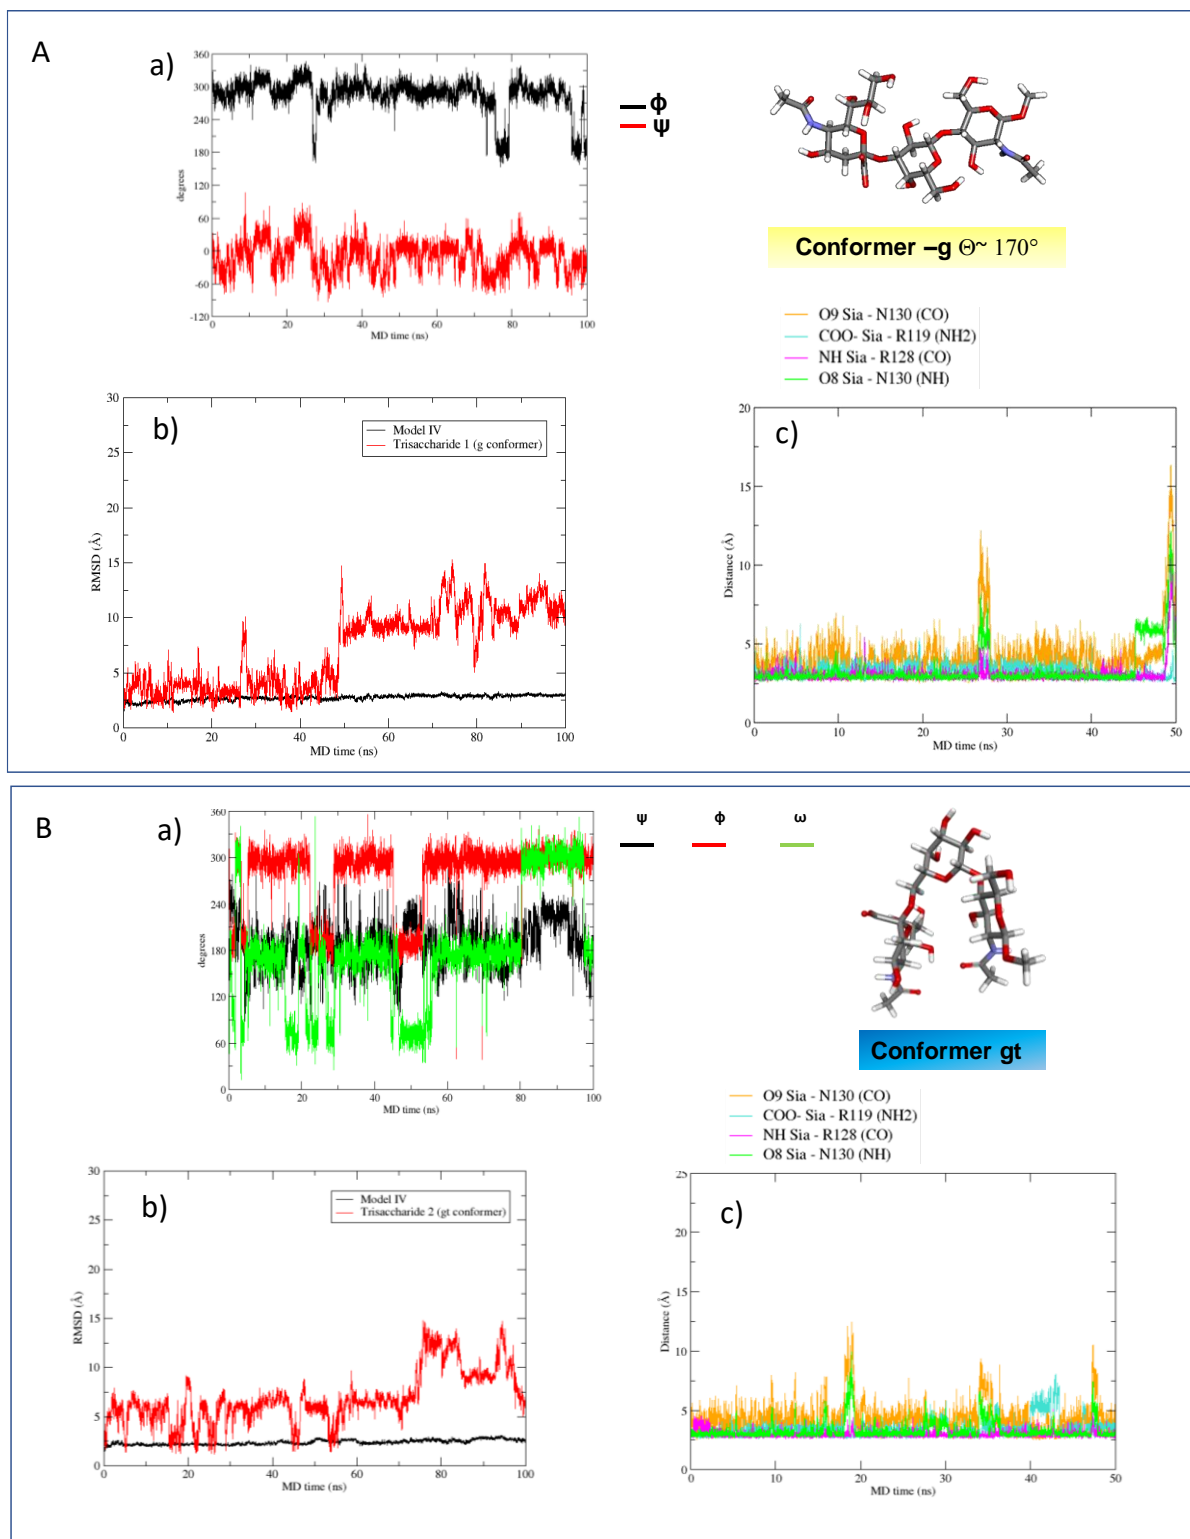 A
a)
360
300
240
180
120
60
0
-60
-120
degrees
0
20
40
60
80
100
MD time (ns)
ϕ
ψ
Conformer –g Θ~ 170°
O9 Sia - N130 (CO)
COO- Sia - R119 (NH2)
NH Sia - R128 (CO)
O8 Sia - N130 (NH)
b)
30
25
20
15
10
5
0
RMSD (Å)
Model IV
Trisaccharide 1 (g conformer)
0
20
40
60
80
100
MD time (ns)
c)
20
15
10
5
0
Distance (Å)
0
10
20
30
40
50
MD time (ns)
B
a)
360
300
240
180
120
60
0
degrees
0
20
40
60
80
100
MD time (ns)
ψ ϕ ω
Conformer gt
O9 Sia - N130 (CO)
COO- Sia - R119 (NH2)
NH Sia - R128 (CO)
O8 Sia - N130 (NH)
b)
30
25
20
15
10
5
0
RMSD (Å)
Model IV
Trisaccharide 2 (gt conformer)
0
20
40
60
80
100
MD time (ns)
c)
25
20
15
10
5
0
Distance (Å)
0
10
20
30
40
50
MD time (ns)